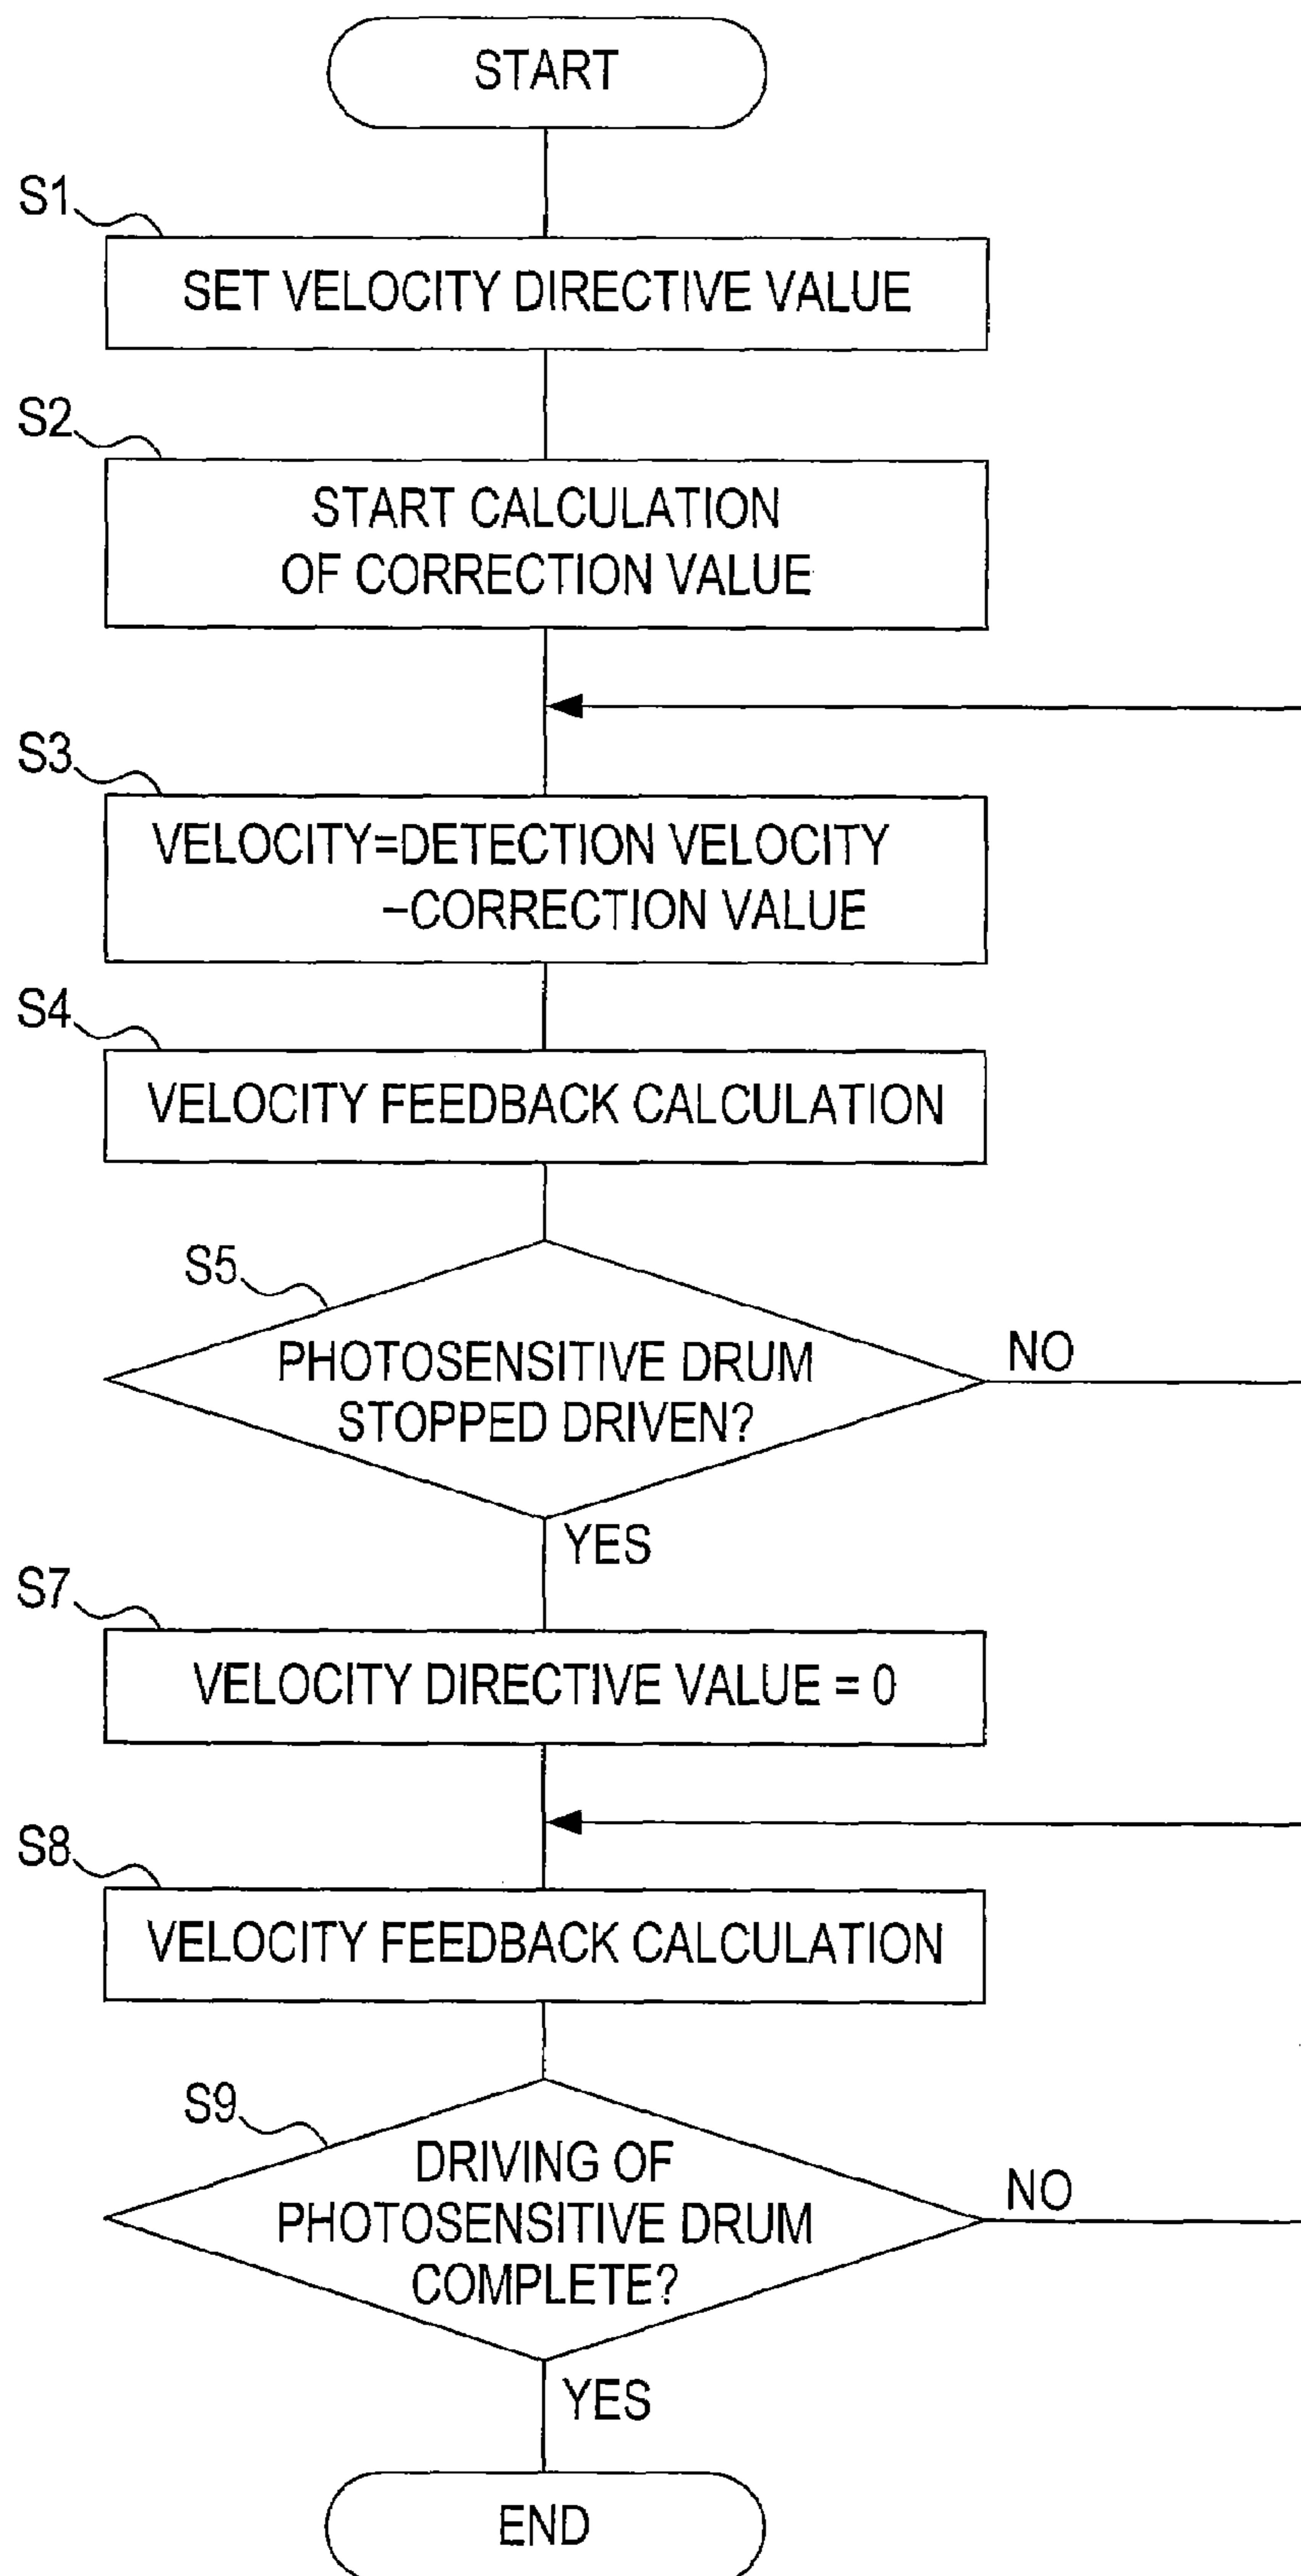 START
S1
SET VELOCITY DIRECTIVE VALUE
S2
START CALCULATION
OF CORRECTION VALUE
S3
VELOCITY=DETECTION VELOCITY
−CORRECTION VALUE
S4
VELOCITY FEEDBACK CALCULATION
S5
PHOTOSENSITIVE DRUM
STOPPED DRIVEN?
NO
YES
S7
VELOCITY DIRECTIVE VALUE = 0
S8
VELOCITY FEEDBACK CALCULATION
S9
DRIVING OF
PHOTOSENSITIVE DRUM
COMPLETE?
NO
YES
END